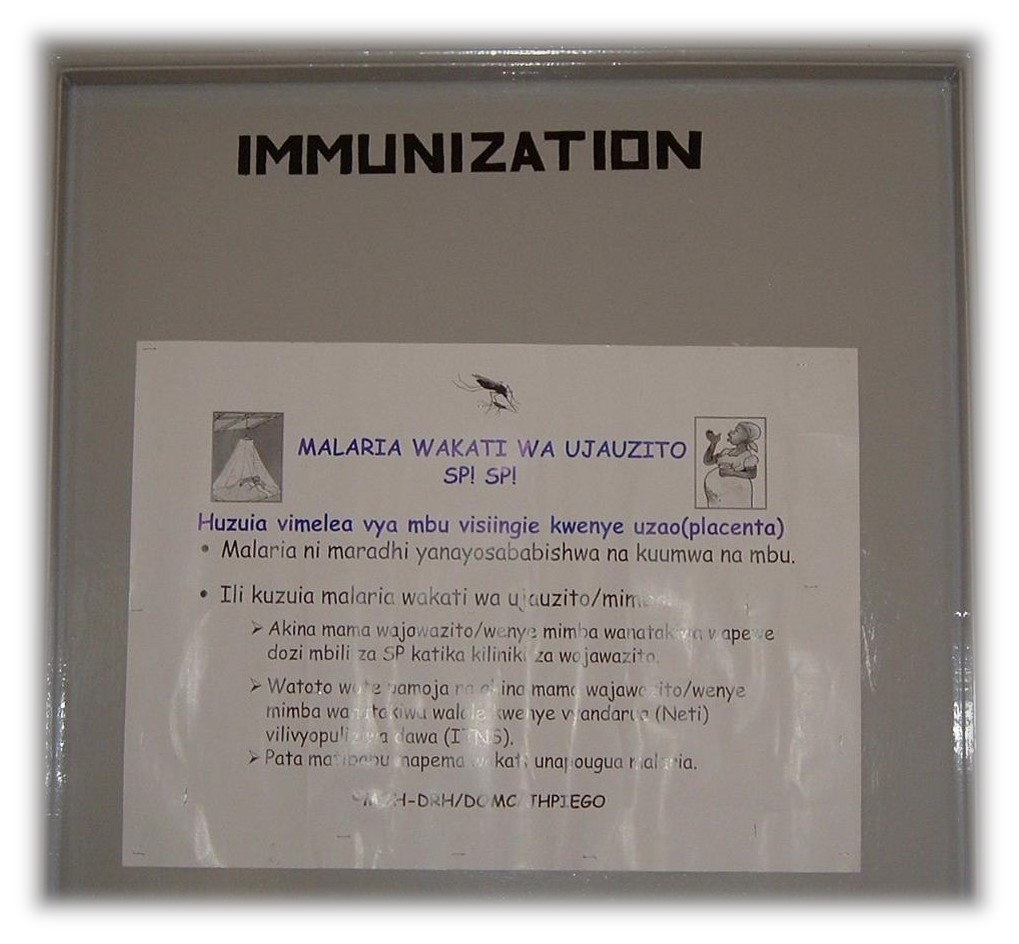 IMMUNIZATION
MALARIA WAKATI WA UJAUZITO
SP! SP!
Huzuia vimelea vya mbu visiingie kwenye uzao(placenta)
• Malaria ni maradhi yanayosababishwa na kuumwa na mbu.
• Ili kuzuia malaria wakati wa ujauzito/mimba:
➢ Akina mama wajawazito/wenye mimba wanatakiwa wapewe
dozi mbili za SP katika kiliniki za wajawazito.
➢ Watoto wote pamoja na akina mama wajawazito/wenye
mimba wanatakiwa walale kwenye vyandarua (Neti)
vilivyopulizwa dawa (ITNS).
➢ Pata matibabu mapema wakati unapougua malaria.
MOH-DRH/DOMC/JHPIEGO